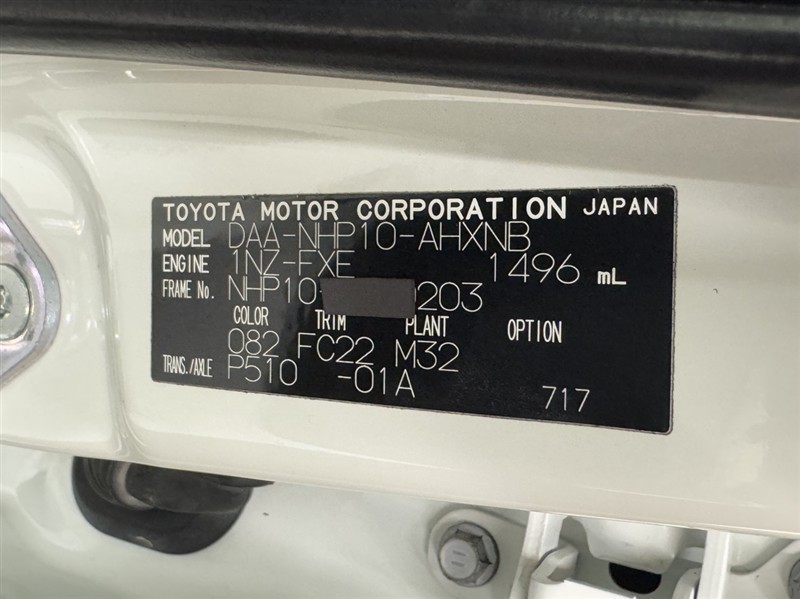 TOYOTA MOTOR CORPORATION JAPAN
MODEL DAA-NHP10-AHXNB
ENGINE 1NZ-FXE 1496 mL
FRAME No. NHP10- 203
COLOR TRIM PLANT OPTION
082 FC22 M32
TRANS./AXLE P510 -01A
717